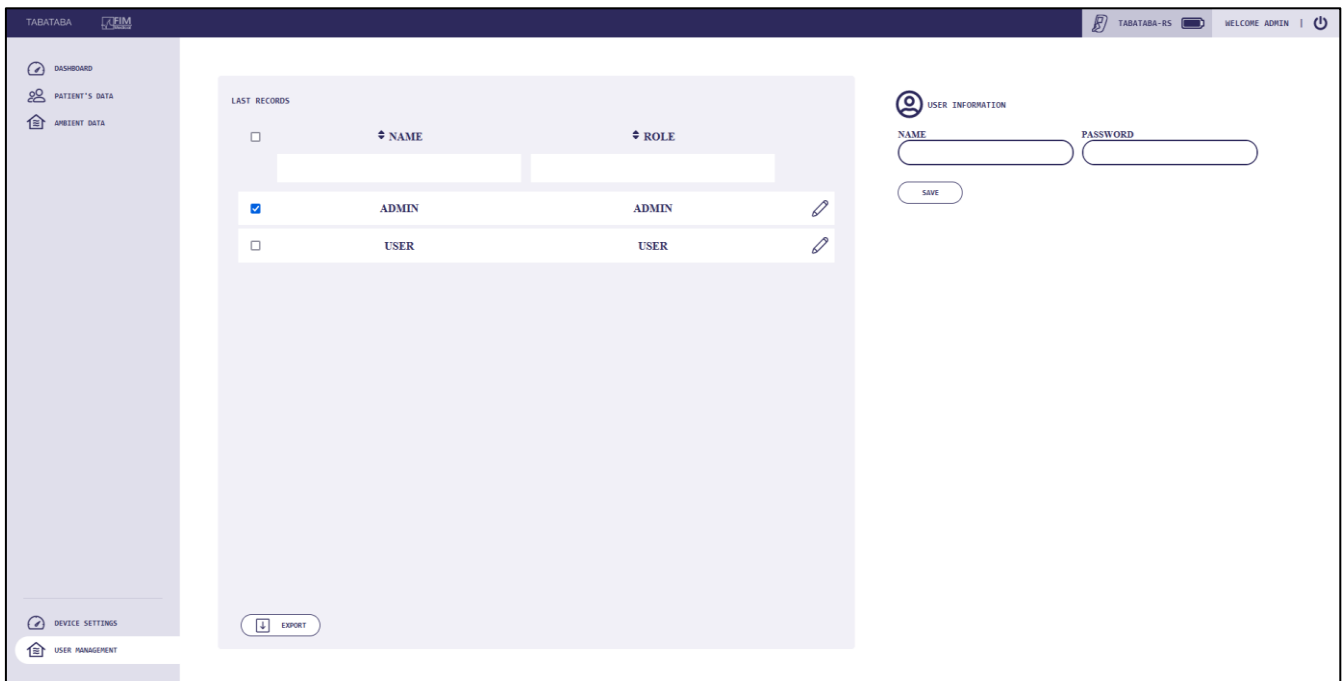 TABATABA FIM TABATABA-RS WELCOME ADMIN |
DASHBOARD
PATIENT'S DATA
AMBIENT DATA
DEVICE SETTINGS
USER MANAGEMENT
LAST RECORDS
NAME ROLE
ADMIN ADMIN
USER USER
EXPORT
USER INFORMATION
NAME PASSWORD
SAVE